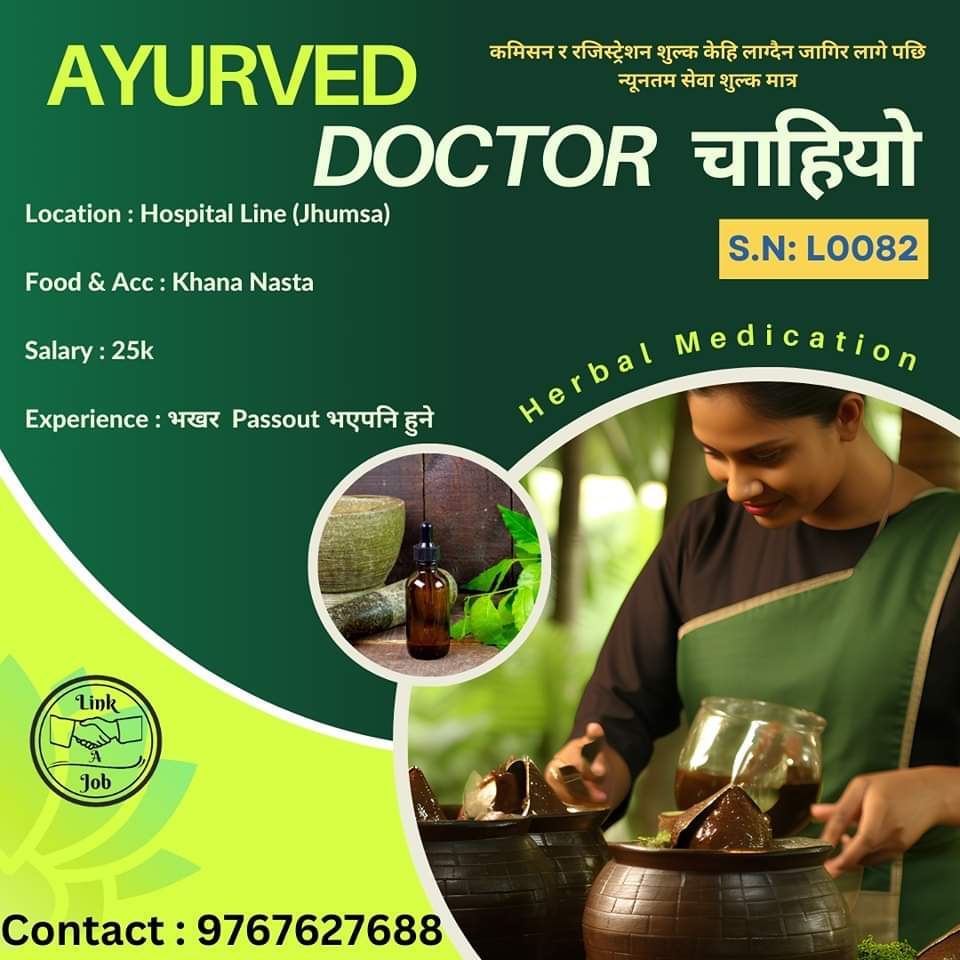 AYURVED
कमिसन र रजिस्ट्रेशन शुल्क केहि लाग्दैन जागिर लागे पछि
न्यूनतम सेवा शुल्क मात्र
DOCTOR चाहियो
Location : Hospital Line (Jhumsa)
S.N: L0082
Food & Acc : Khana Nasta
Salary : 25k
Herbal Medication
Experience : भखर Passout भएपनि हुने
Link
A
Job
Contact : 9767627688